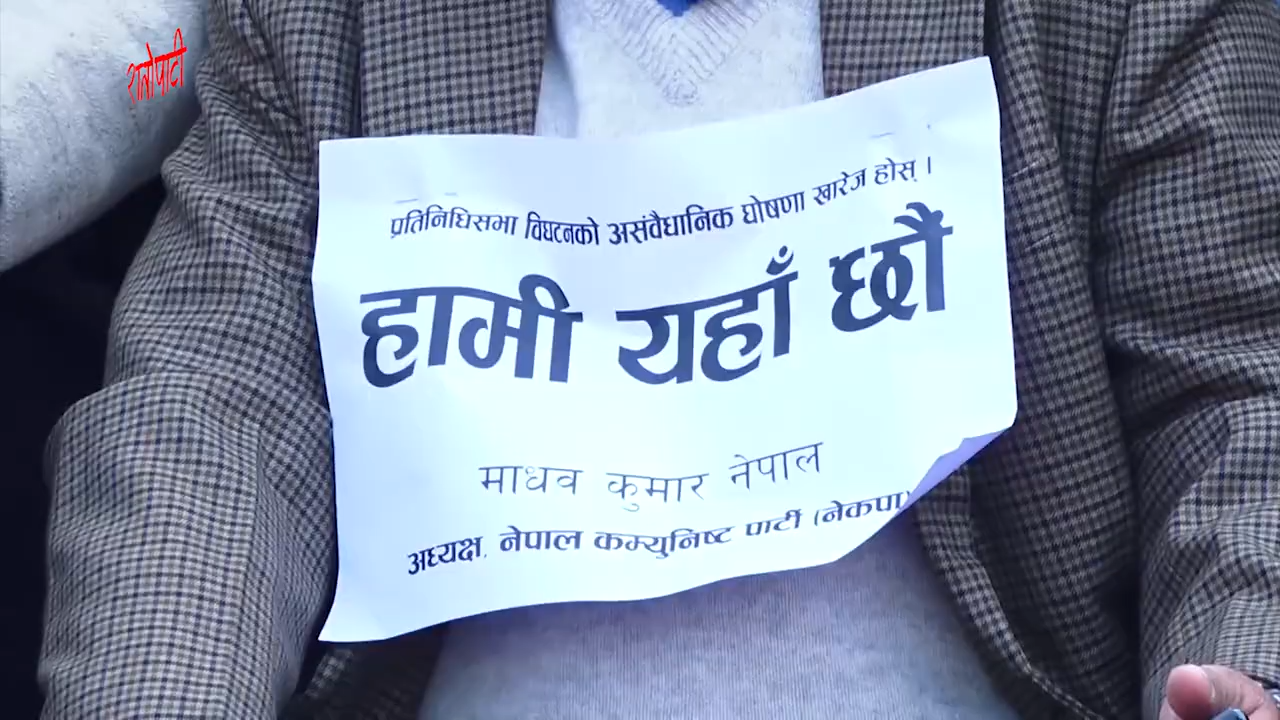 रातोपाटी
प्रतिनिधिसभा विघटनको असंवैधानिक घोषणा खारेज होस् ।
हामी यहाँ छौं
माधव कुमार नेपाल
अध्यक्ष, नेपाल कम्युनिष्ट पार्टी (नेकपा)